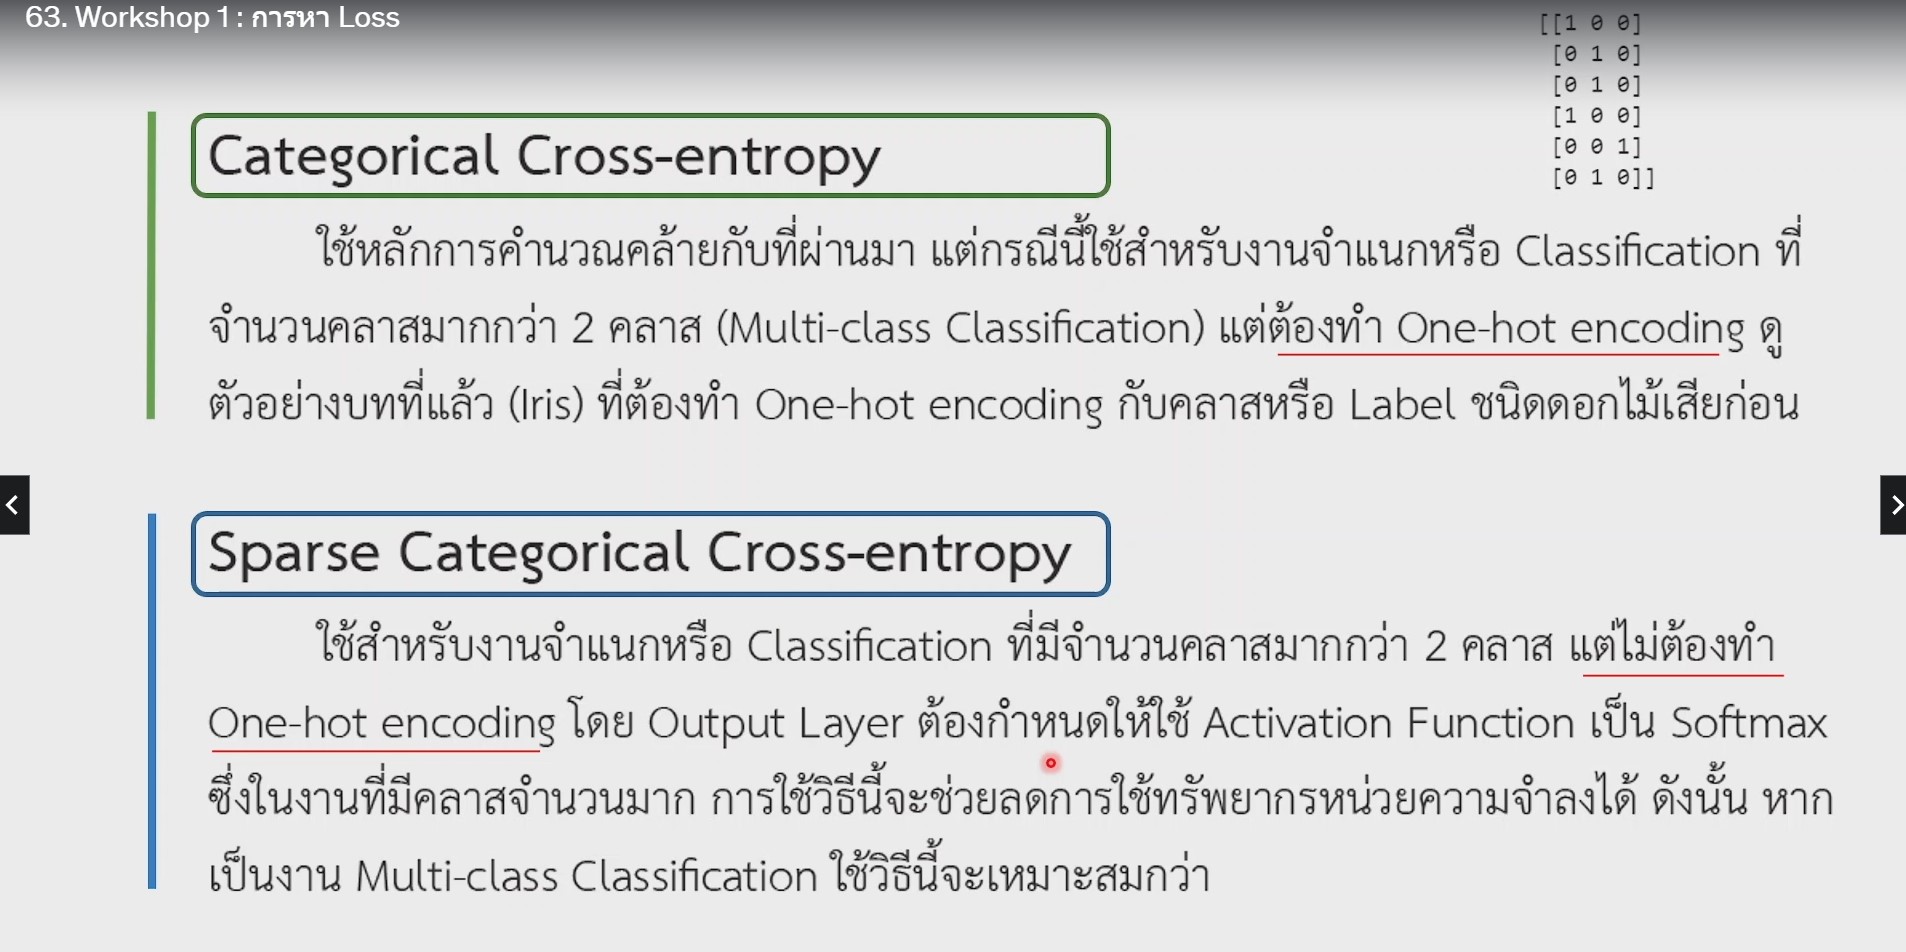 63. Workshop 1 : การหา Loss
[[1 0 0]
[0 1 0]
[0 1 0]
[1 0 0]
[0 0 1]
[0 1 0]]
Categorical Cross-entropy
ใช้หลักการคำนวณคล้ายกับที่ผ่านมา แต่กรณีนี้ใช้สำหรับงานจำแนกหรือ Classification ที่
จำนวนคลาสมากกว่า 2 คลาส (Multi-class Classification) แต่ต้องทำ One-hot encoding ดู
ตัวอย่างบทที่แล้ว (Iris) ที่ต้องทำ One-hot encoding กับคลาสหรือ Label ชนิดดอกไม้เสียก่อน
Sparse Categorical Cross-entropy
ใช้สำหรับงานจำแนกหรือ Classification ที่มีจำนวนคลาสมากกว่า 2 คลาส แต่ไม่ต้องทำ
One-hot encoding โดย Output Layer ต้องกำหนดให้ใช้ Activation Function เป็น Softmax
ซึ่งในงานที่มีคลาสจำนวนมาก การใช้วิธีนี้จะช่วยลดการใช้ทรัพยากรหน่วยความจำลงได้ ดังนั้น หาก
เป็นงาน Multi-class Classification ใช้วิธีนี้จะเหมาะสมกว่า